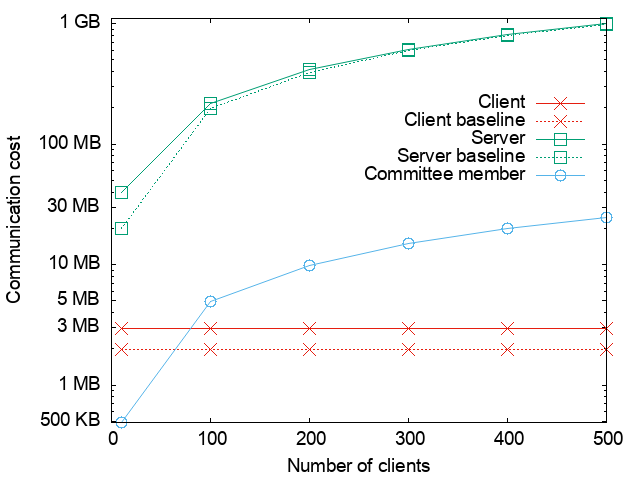 1 GB
100 MB
30 MB
10 MB
5 MB
3 MB
1 MB
500 KB
Communication cost
Client
Client baseline
Server
Server baseline
Committee member
0 100 200 300 400 500
Number of clients